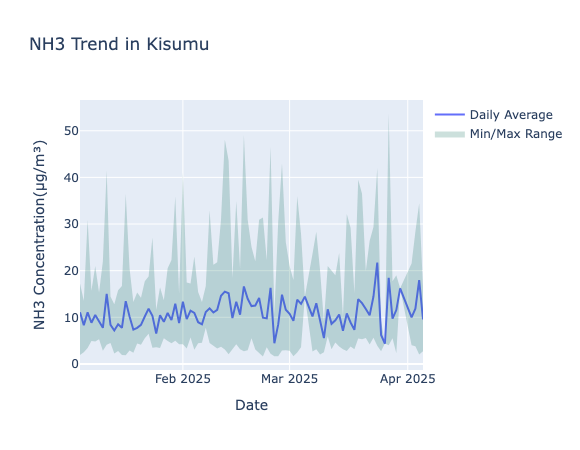 NH3 Trend in Kisumu
Daily Average
Min/Max Range
NH3 Concentration(μg/m³)
50
40
30
20
10
0
Feb 2025
Mar 2025
Apr 2025
Date